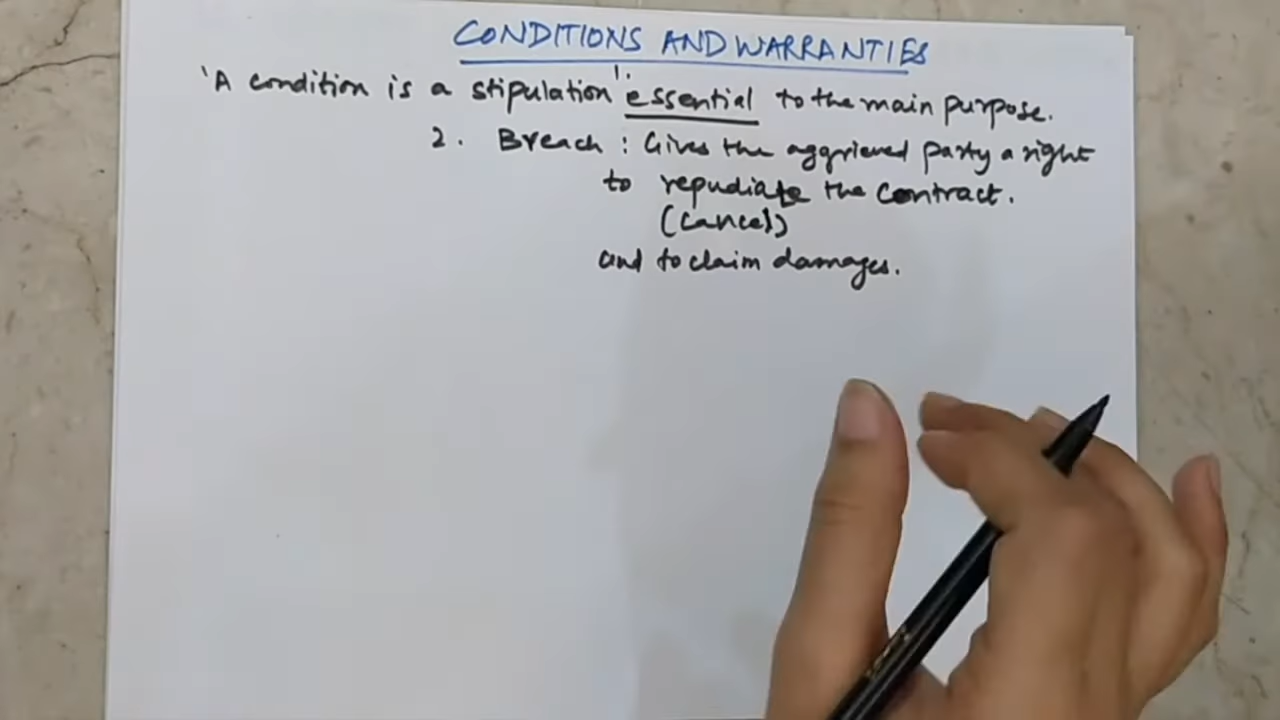 CONDITIONS AND WARRANTIES
'A condition is a stipulation' 1. essential to the main purpose.
2. Breach : Gives the aggrieved party a right
to repudiate the contract.
(Cancel)
and to claim damages.